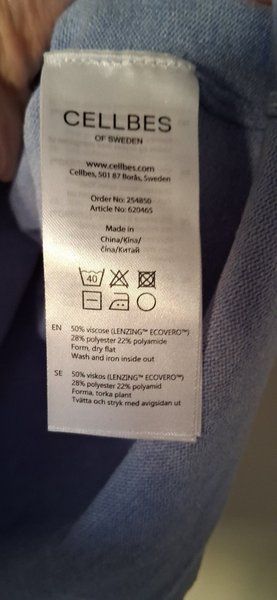 CELLBES
OF SWEDEN
www.cellbes.com
Cellbes, 501 87 Borås, Sweden
Order No: 254850
Article No: 620465
Made in
China/Kina/
čína/Китай
40
EN 50% viscose (LENZING™ ECOVERO™)
28% polyester 22% polyamide
Form, dry flat
Wash and iron inside out
SE 50% viskos (LENZING™ ECOVERO™)
28% polyester 22% polyamid
Forma, torka plant
Tvätta och stryk med avigsidan ut